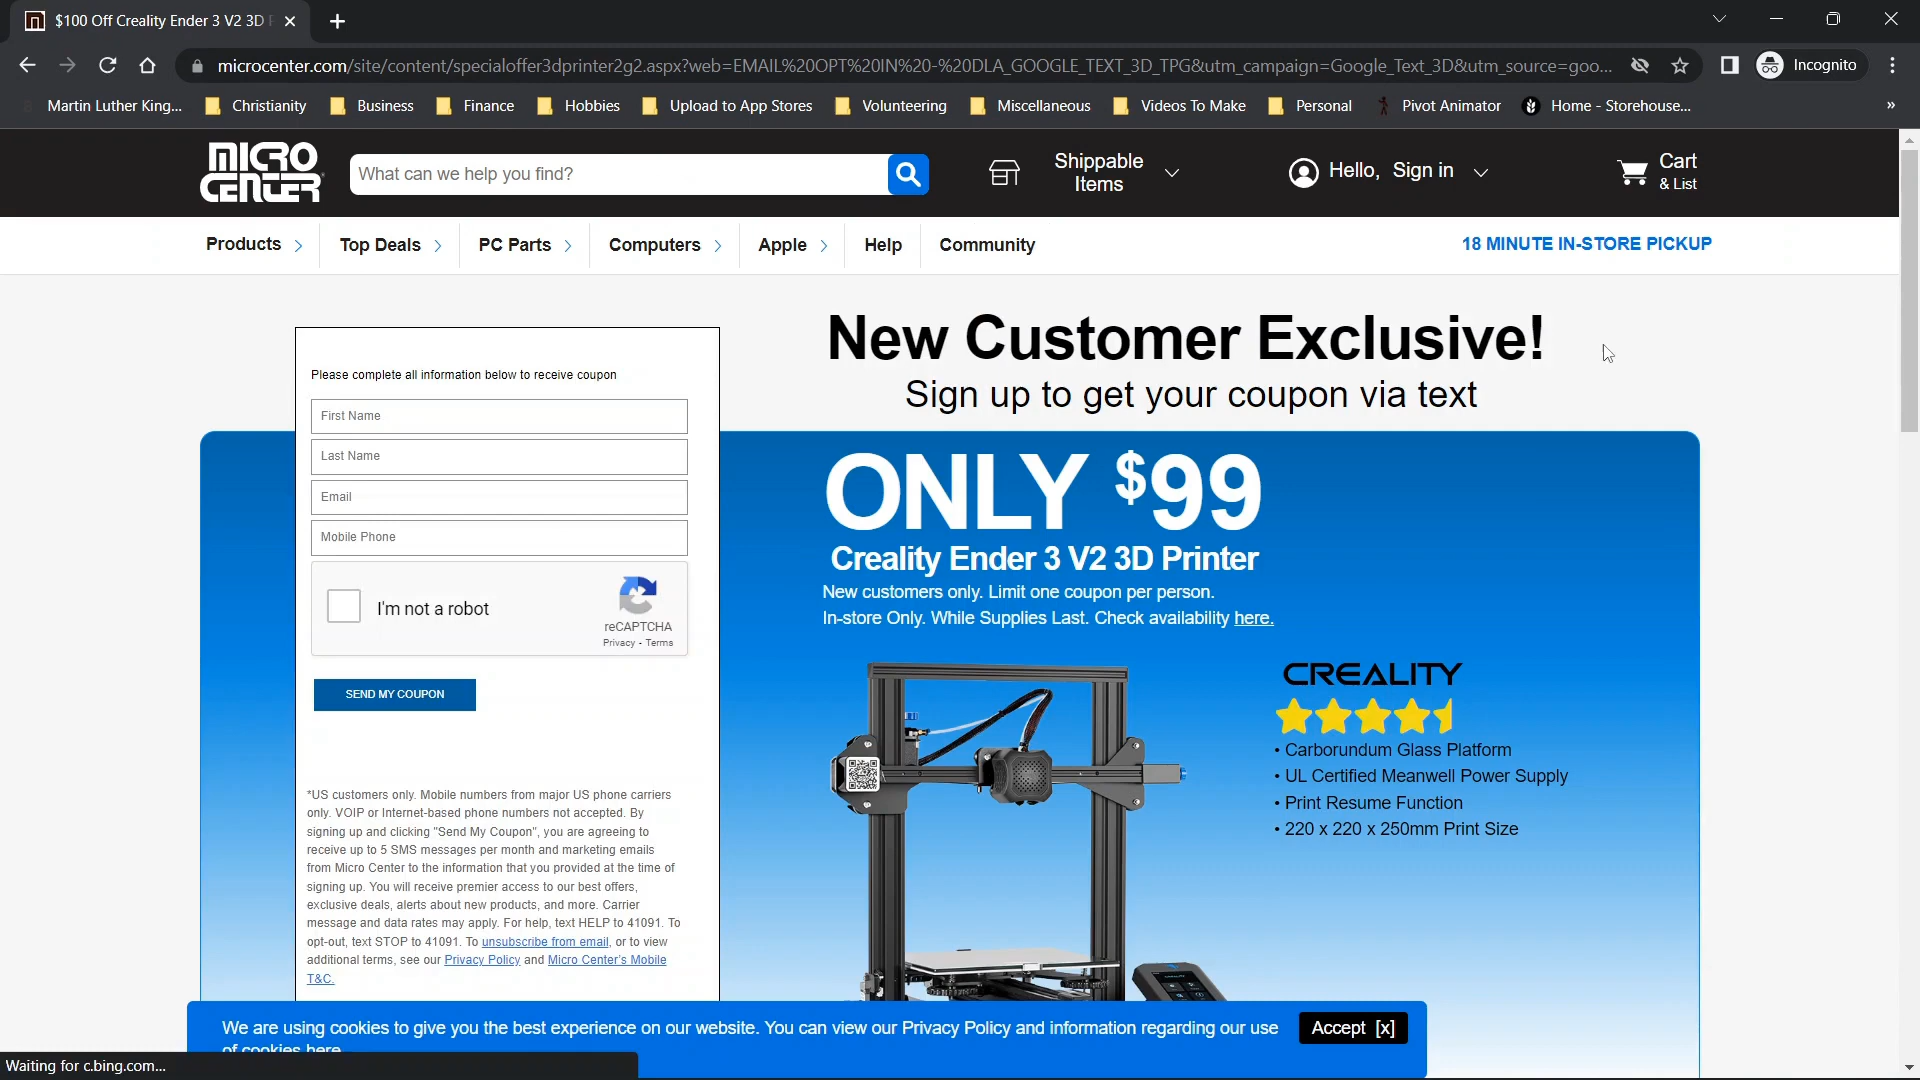 $100 Off Creality Ender 3 V2 3D
microcenter.com/site/content/specialoffer3dprinter2g2.aspx?web=EMAIL%20OPT%20IN%20-%20DLA_GOOGLE_TEXT_3D_TPG&utm_campaign=Google_Text_3D&utm_source=goo...
Incognito
Martin Luther King...
Christianity
Business
Finance
Hobbies
Upload to App Stores
Volunteering
Miscellaneous
Videos To Make
Personal
Pivot Animator
Home - Storehouse...
»
MICRO
CENTER
What can we help you find?
Shippable
Items
Hello, Sign in
Cart
& List
Products
Top Deals
PC Parts
Computers
Apple
Help
Community
18 MINUTE IN-STORE PICKUP
New Customer Exclusive!
Sign up to get your coupon via text
Please complete all information below to receive coupon
First Name
Last Name
Email
Mobile Phone
I'm not a robot
reCAPTCHA
Privacy - Terms
SEND MY COUPON
*US customers only. Mobile numbers from major US phone carriers
only. VOIP or Internet-based phone numbers not accepted. By
signing up and clicking "Send My Coupon", you are agreeing to
receive up to 5 SMS messages per month and marketing emails
from Micro Center to the information that you provided at the time of
signing up. You will receive premier access to our best offers,
exclusive deals, alerts about new products, and more. Carrier
message and data rates may apply. For help, text HELP to 41091. To
opt-out, text STOP to 41091. To unsubscribe from email, or to view
additional terms, see our Privacy Policy and Micro Center's Mobile
T&C.
ONLY $99
Creality Ender 3 V2 3D Printer
New customers only. Limit one coupon per person.
In-store Only. While Supplies Last. Check availability here.
CREALITY
• Carborundum Glass Platform
• UL Certified Meanwell Power Supply
• Print Resume Function
• 220 x 220 x 250mm Print Size
We are using cookies to give you the best experience on our website. You can view our Privacy Policy and information regarding our use
of cookies here
Accept [x]
Waiting for c.bing.com...